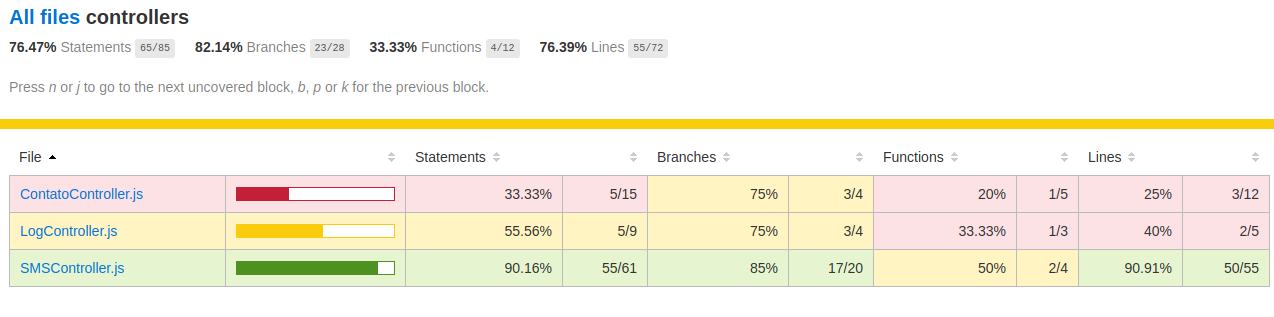 All files controllers
76.47% Statements 65/85 82.14% Branches 23/28 33.33% Functions 4/12 76.39% Lines 55/72
Press n or j to go to the next uncovered block, b, p or k for the previous block.
File Statements Branches Functions Lines
ContatoController.js 33.33% 5/15 75% 3/4 20% 1/5 25% 3/12
LogController.js 55.56% 5/9 75% 3/4 33.33% 1/3 40% 2/5
SMSController.js 90.16% 55/61 85% 17/20 50% 2/4 90.91% 50/55